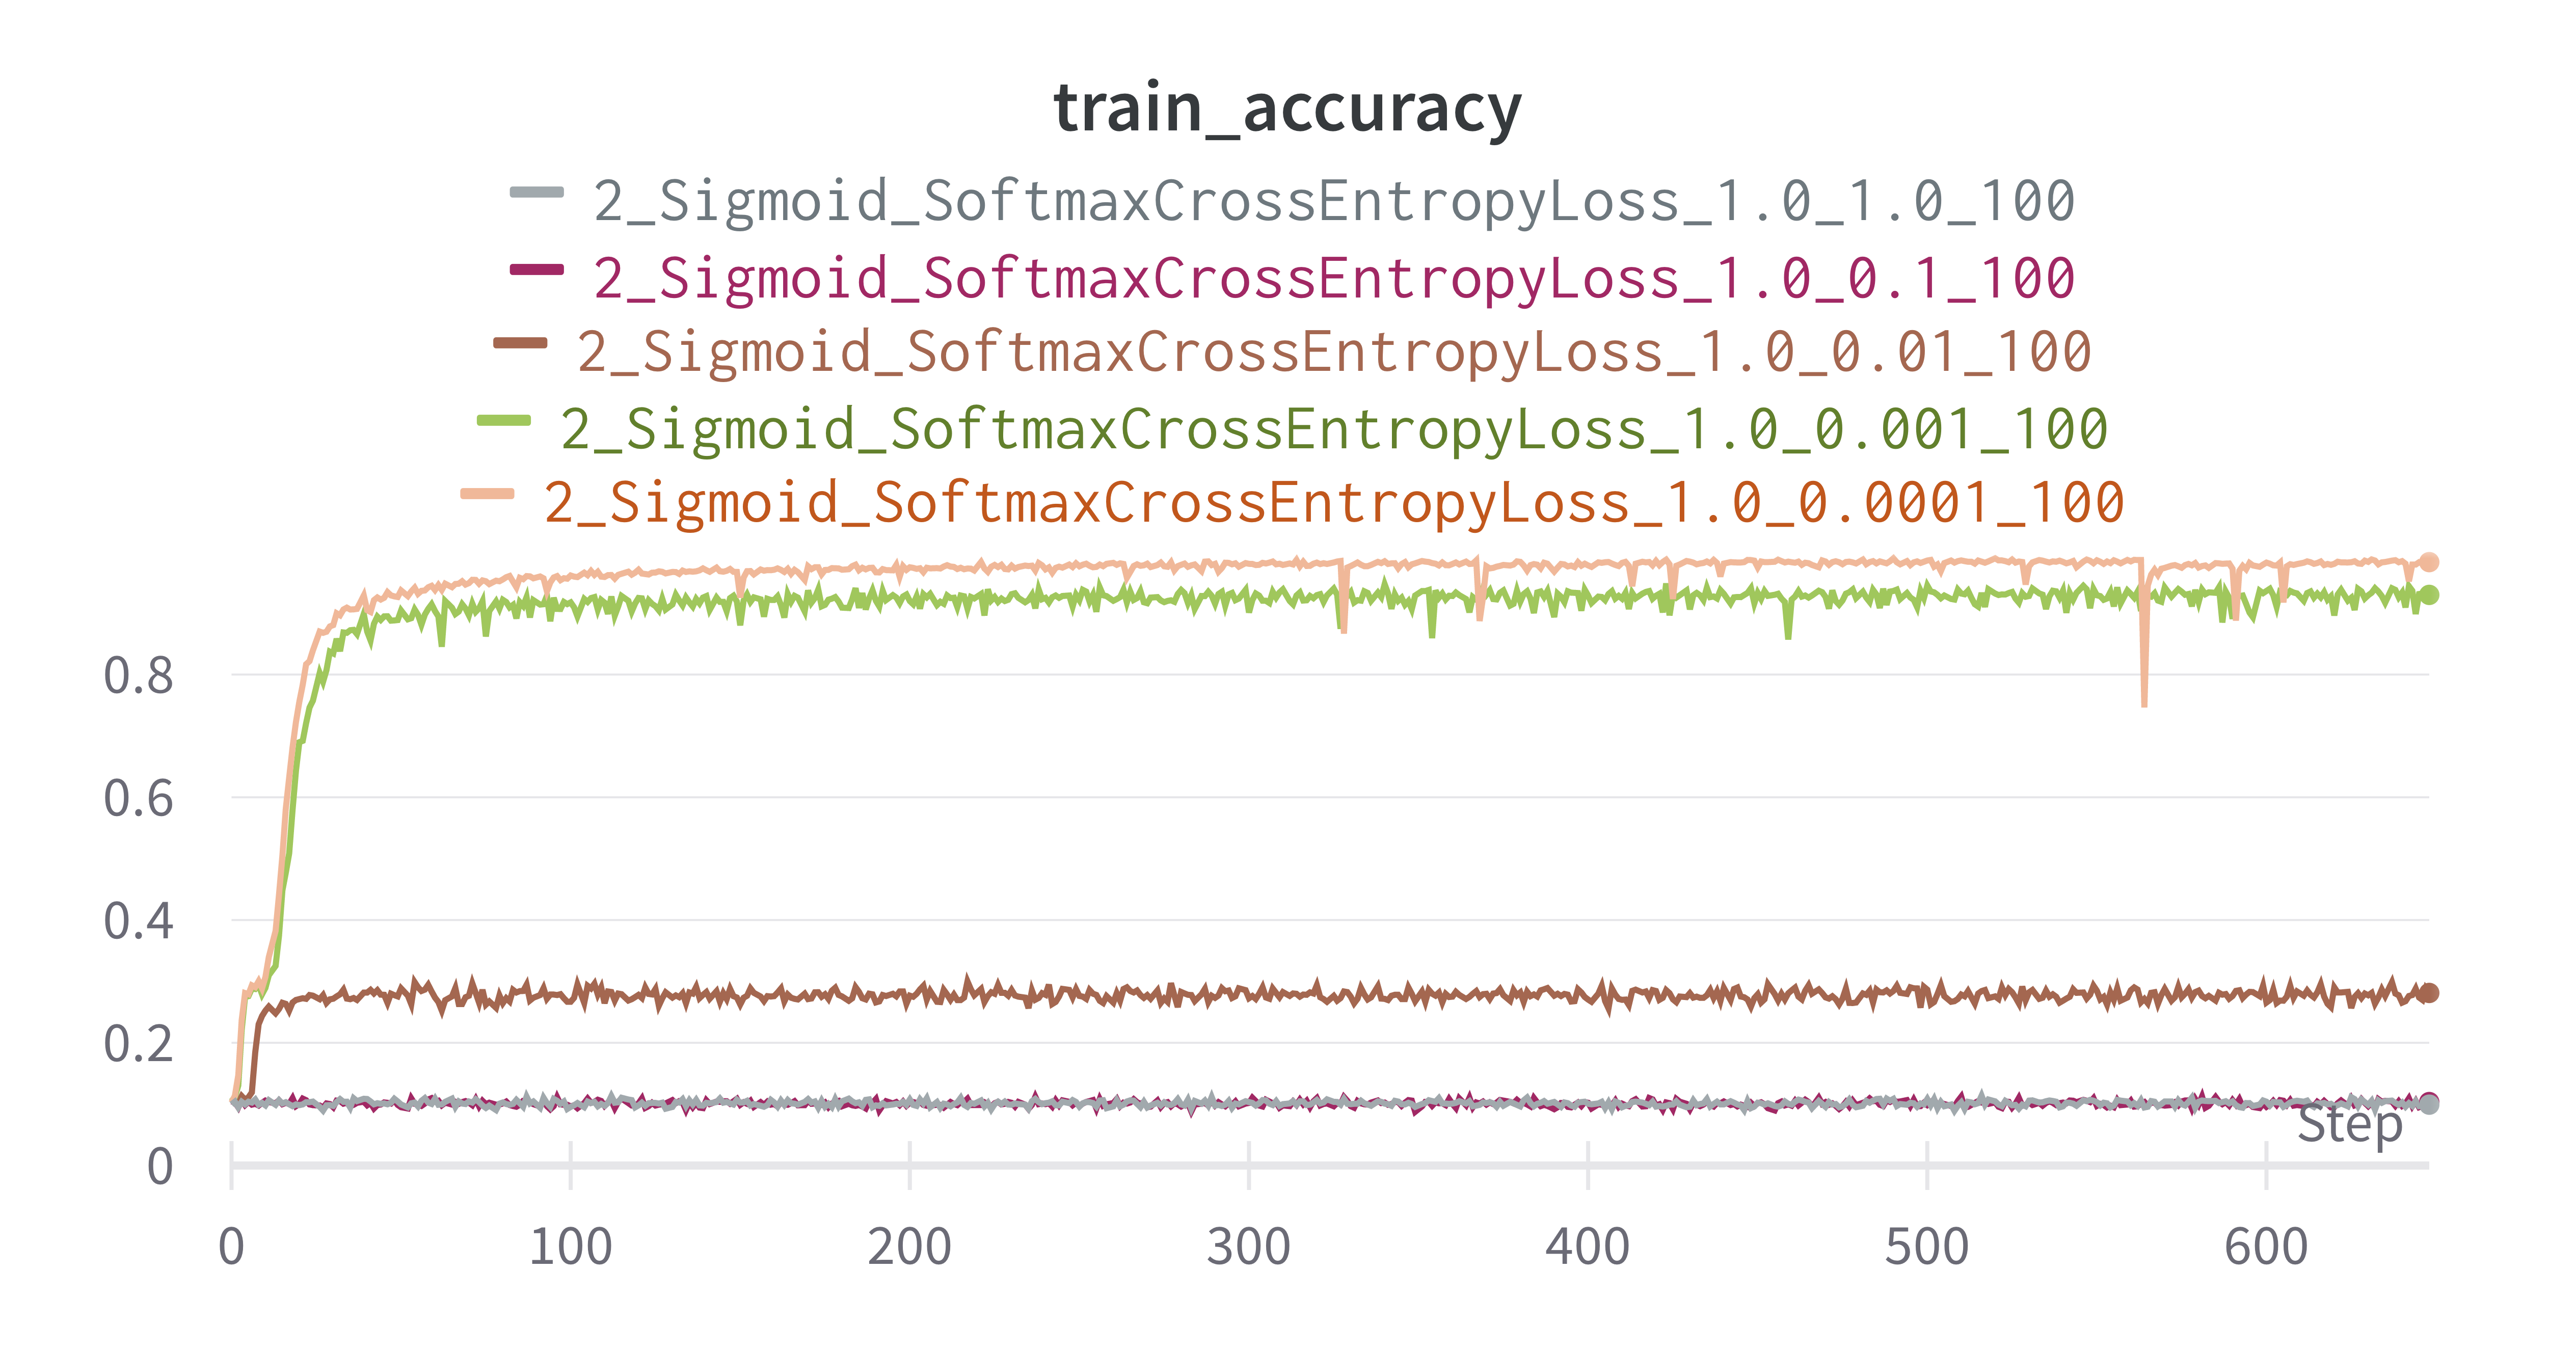 train_accuracy
2_Sigmoid_SoftmaxCrossEntropyLoss_1.0_1.0_100
2_Sigmoid_SoftmaxCrossEntropyLoss_1.0_0.1_100
2_Sigmoid_SoftmaxCrossEntropyLoss_1.0_0.01_100
2_Sigmoid_SoftmaxCrossEntropyLoss_1.0_0.001_100
2_Sigmoid_SoftmaxCrossEntropyLoss_1.0_0.0001_100
0.8
0.6
0.4
0.2
0
Step
0 100 200 300 400 500 600